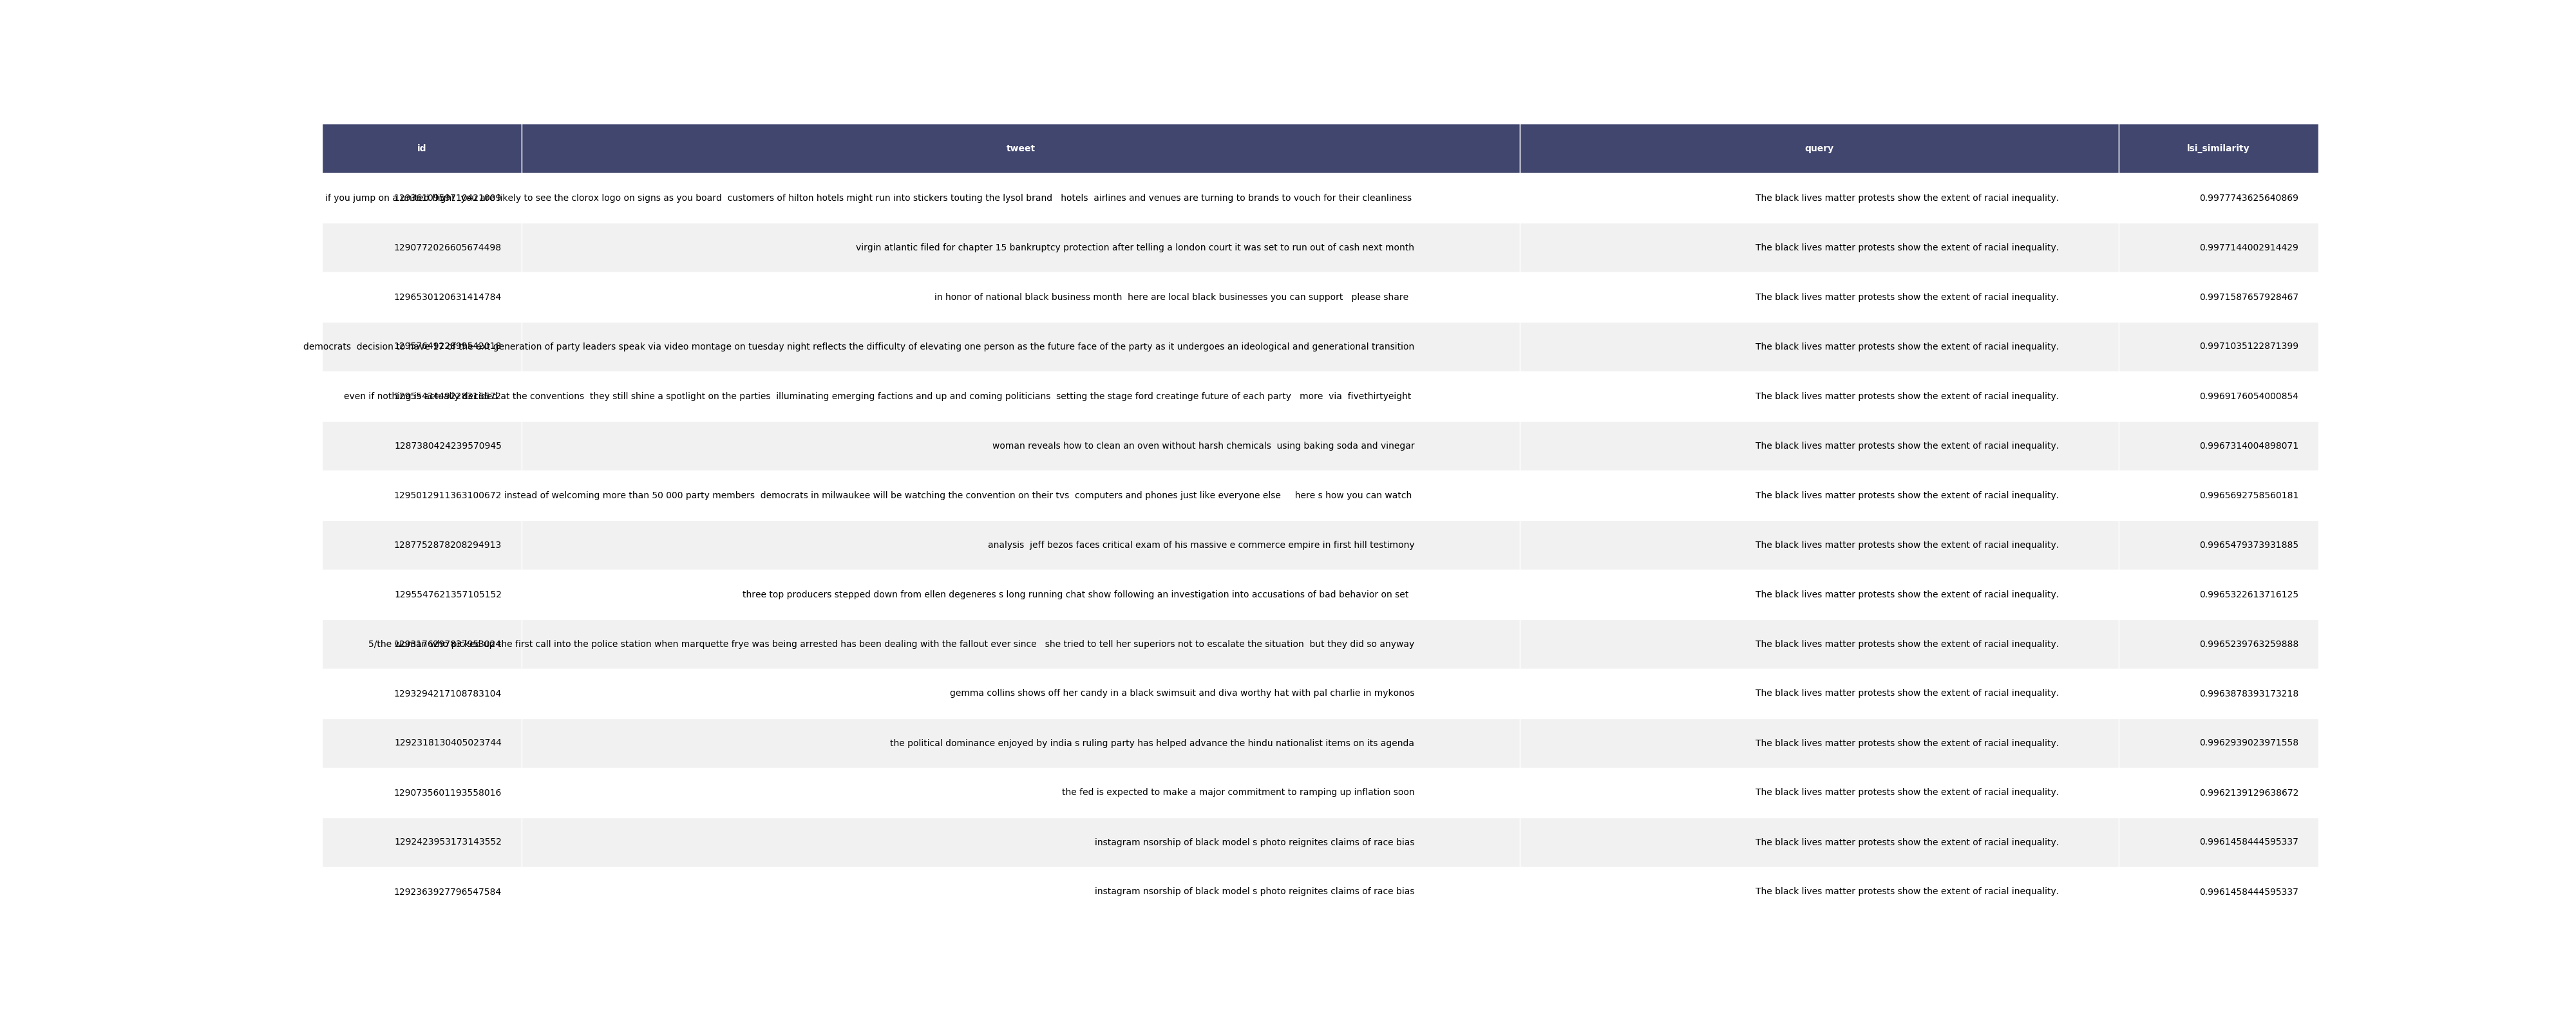 id tweet query lsi_similarity
if you jump on a united flight you are likely to see the clorox logo on signs as you board customers of hilton hotels might run into stickers touting the lysol brand hotels airlines and venues are turning to brands to vouch for their cleanliness The black lives matter protests show the extent of racial inequality. 0.9977743625640869
1290772026605674498 virgin atlantic filed for chapter 15 bankruptcy protection after telling a london court it was set to run out of cash next month The black lives matter protests show the extent of racial inequality. 0.9977144002914429
1296530120631414784 in honor of national black business month here are local black businesses you can support please share The black lives matter protests show the extent of racial inequality. 0.9971587657928467
democrats decision to have 17 of the generation of party leaders speak via video montage on tuesday night reflects the difficulty of elevating one person as the future face of the party as it undergoes an ideological and generational transition The black lives matter protests show the extent of racial inequality. 0.9971035122871399
even if nothing is actually decided at the conventions they still shine a spotlight on the parties illuminating emerging factions and up and coming politicians setting the stage ford creatinge future of each party more via fivethirtyeight The black lives matter protests show the extent of racial inequality. 0.9969176054000854
1287380424239570945 woman reveals how to clean an oven without harsh chemicals using baking soda and vinegar The black lives matter protests show the extent of racial inequality. 0.9967314004898071
1295012911363100672 instead of welcoming more than 50 000 party members democrats in milwaukee will be watching the convention on their tvs computers and phones just like everyone else here s how you can watch The black lives matter protests show the extent of racial inequality. 0.9965692758560181
1287752878208294913 analysis jeff bezos faces critical exam of his massive e commerce empire in first hill testimony The black lives matter protests show the extent of racial inequality. 0.9965479373931885
1295547621357105152 three top producers stepped down from ellen degeneres s long running chat show following an investigation into accusations of bad behavior on set The black lives matter protests show the extent of racial inequality. 0.9965322613716125
5/the woman who picked up the first call into the police station when marquette frye was being arrested has been dealing with the fallout ever since she tried to tell her superiors not to escalate the situation but they did so anyway The black lives matter protests show the extent of racial inequality. 0.9965239763259888
1293294217108783104 gemma collins shows off her candy in a black swimsuit and diva worthy hat with pal charlie in mykonos The black lives matter protests show the extent of racial inequality. 0.9963878393173218
1292318130405023744 the political dominance enjoyed by india s ruling party has helped advance the hindu nationalist items on its agenda The black lives matter protests show the extent of racial inequality. 0.9962939023971558
1290735601193558016 the fed is expected to make a major commitment to ramping up inflation soon The black lives matter protests show the extent of racial inequality. 0.9962139129638672
1292423953173143552 instagram nsorship of black model s photo reignites claims of race bias The black lives matter protests show the extent of racial inequality. 0.9961458444595337
1292363927796547584 instagram nsorship of black model s photo reignites claims of race bias The black lives matter protests show the extent of racial inequality. 0.9961458444595337